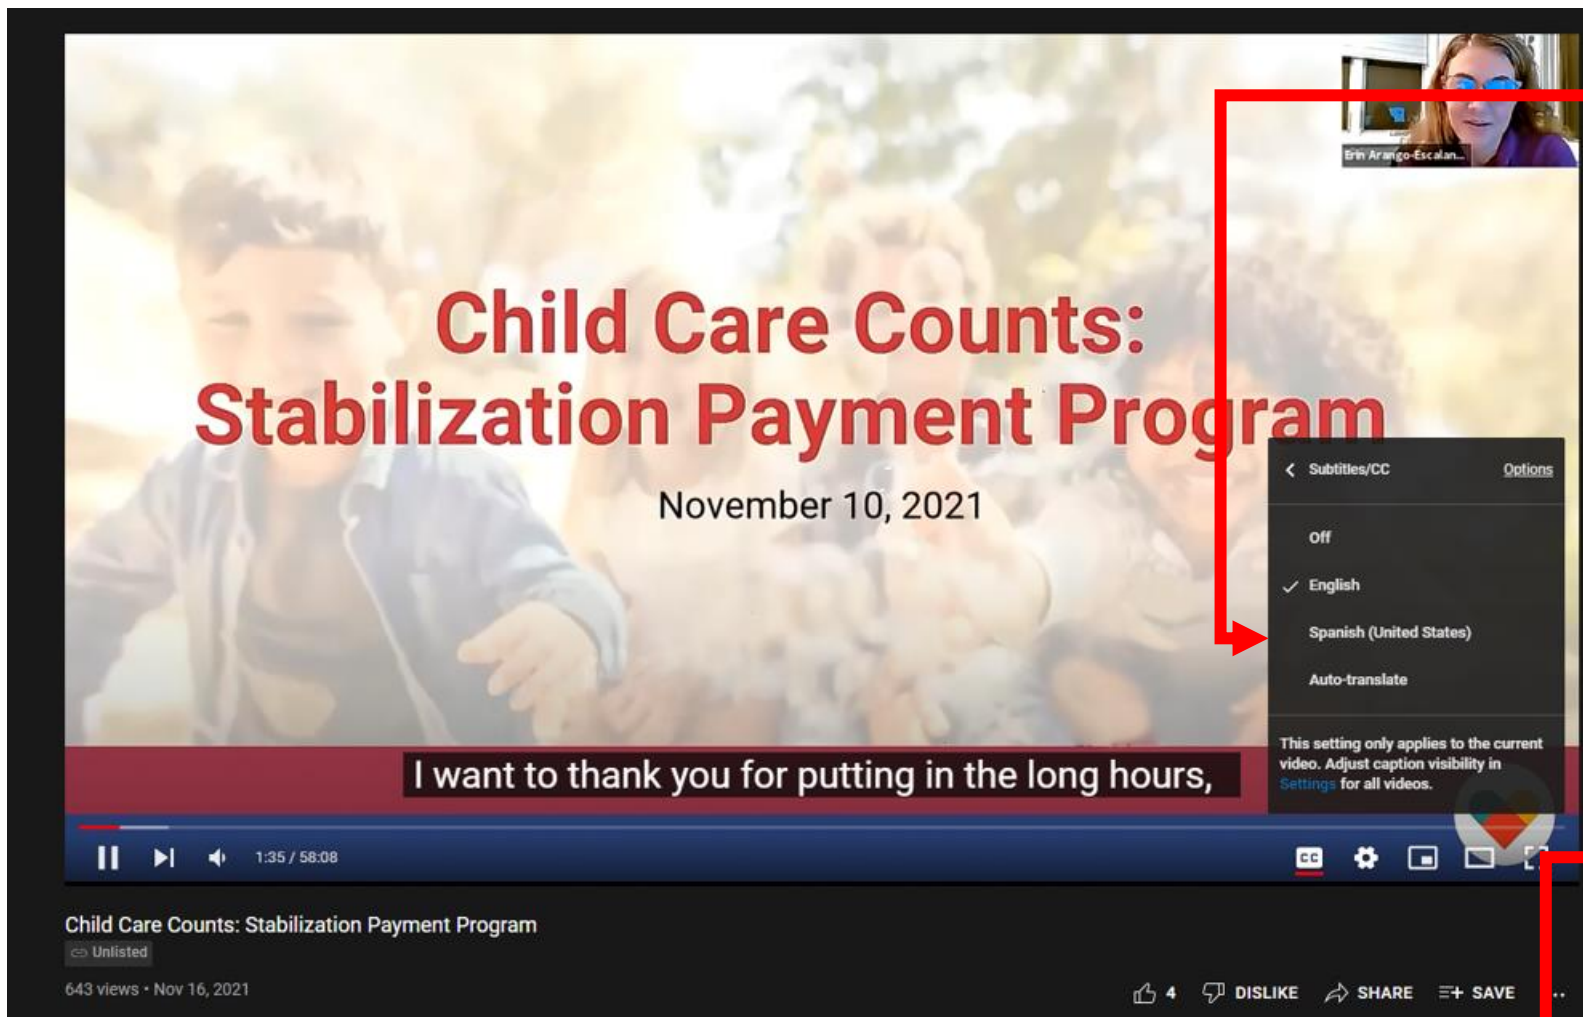 Erin Arango-Escalan...
Child Care Counts:
Stabilization Payment Program
November 10, 2021
Subtitles/CC Options
Off
English
Spanish (United States)
Auto-translate
This setting only applies to the current
video. Adjust caption visibility in
Settings for all videos.
I want to thank you for putting in the long hours,
1:35 / 58:08
CC
Child Care Counts: Stabilization Payment Program
Unlisted
643 views • Nov 16, 2021
4 DISLIKE SHARE SAVE